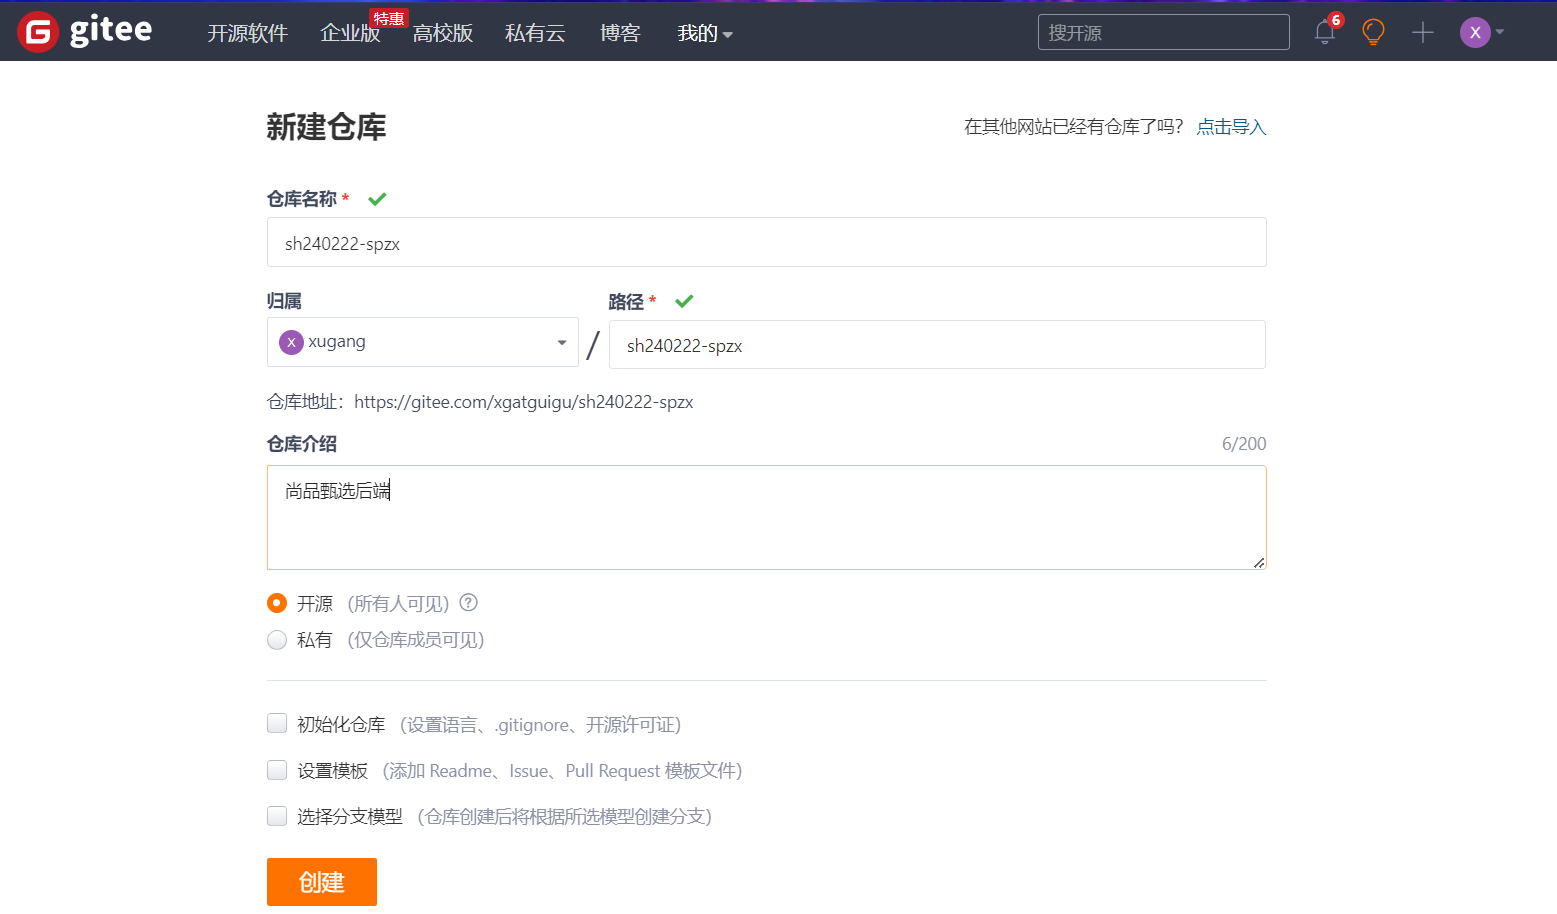 gitee 开源软件 企业版 特惠 高校版 私有云 博客 我的 搜开源 6 X
新建仓库 在其他网站已经有仓库了吗? 点击导入
仓库名称 *
sh240222-spzx
归属 路径 *
X xugang / sh240222-spzx
仓库地址：https://gitee.com/xgatguigu/sh240222-spzx
仓库介绍 6/200
尚品甄选后端
开源 (所有人可见) ?
私有 (仅仓库成员可见)
初始化仓库 (设置语言、.gitignore、开源许可证)
设置模板 (添加 Readme、Issue、Pull Request 模板文件)
选择分支模型 (仓库创建后将根据所选模型创建分支)
创建